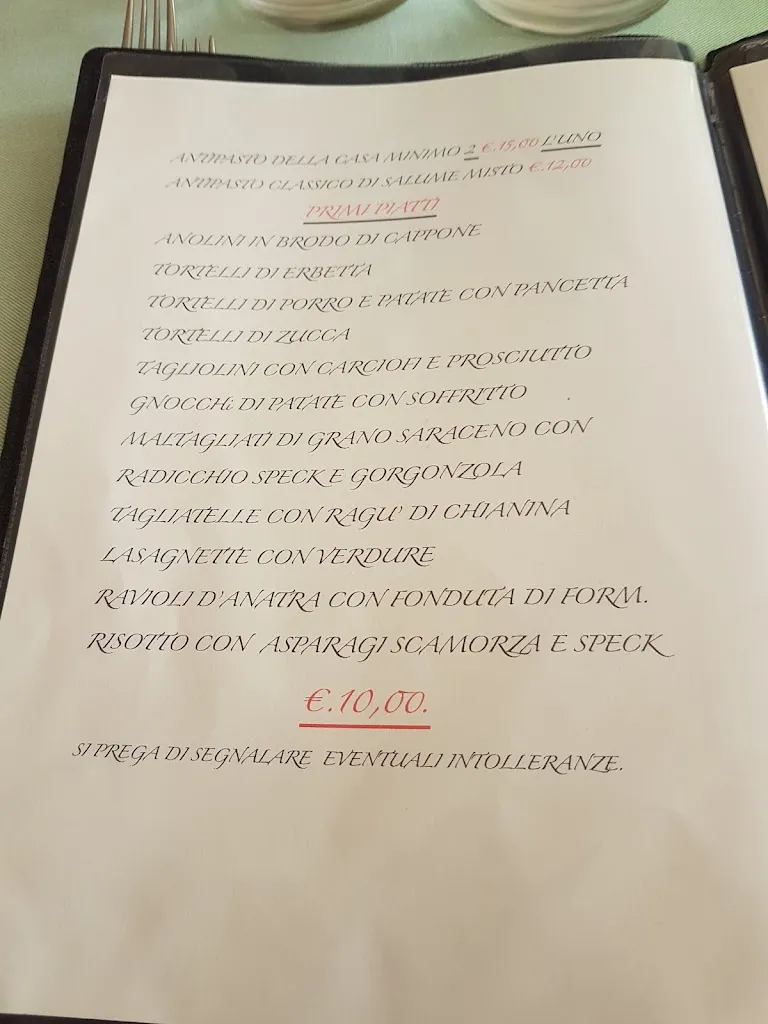 ANTIPASTO DELLA CASA MINIMO 2 €.15,00 L'UNO
ANTIPASTO CLASSICO DI SALUME MISTO €.12,00
PRIMI PIATTI
ANOLINI IN BRODO DI CAPPONE
TORTELLI DI ERBETTA
TORTELLI DI PORRO E PATATE CON PANCETTA
TORTELLI DI ZUCCA
TAGLIOLINI CON CARCIOFI E PROSCIUTTO
GNOCCHi DI PATATE CON SOFFRITTO
MALTAGLIATI DI GRANO SARACENO CON
RADICCHIO SPECK E GORGONZOLA
TAGLIATELLE CON RAGU' DI CHIANINA
LASAGNETTE CON VERDURE
RAVIOLI D'ANATRA CON FONDUTA DI FORM.
RISOTTO CON ASPARAGI SCAMORZA E SPECK
€.10,00.
SI PREGA DI SEGNALARE EVENTUALI INTOLLERANZE.